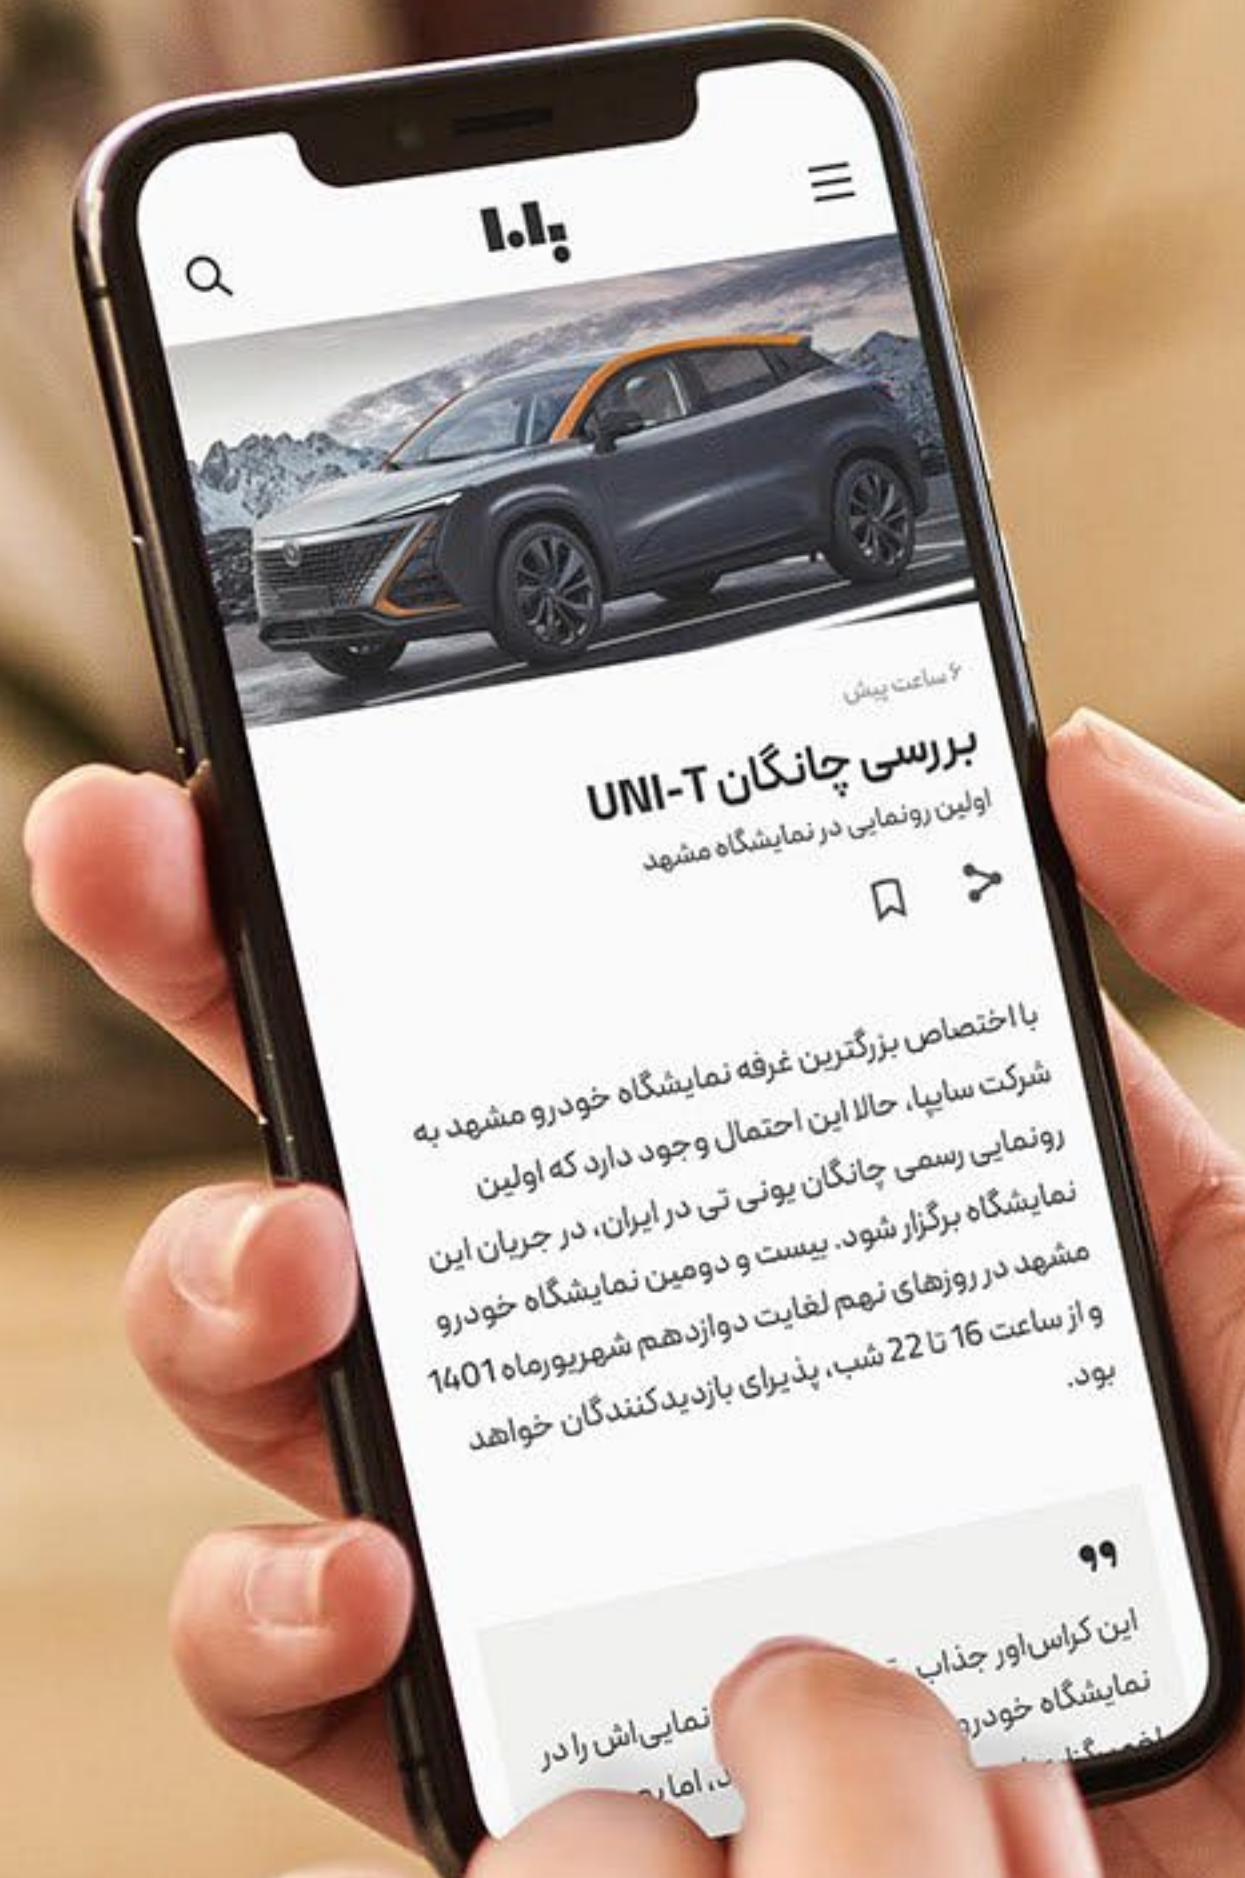 باما
۶ ساعت پیش
بررسی چانگان UNI-T
اولین رونمایی در نمایشگاه مشهد
با اختصاص بزرگترین غرفه نمایشگاه خودرو مشهد به
شرکت سایپا، حالا این احتمال وجود دارد که اولین
رونمایی رسمی چانگان یونی تی در ایران، در جریان این
نمایشگاه برگزار شود. بیست و دومین نمایشگاه خودرو
مشهد در روزهای نهم لغایت دوازدهم شهریورماه 1401
و از ساعت 16 تا 22 شب، پذیرای بازدیدکنندگان خواهد
بود.
این کراس‌اور جذاب
نمایشگاه خودرو نمایی‌اش را در
اما